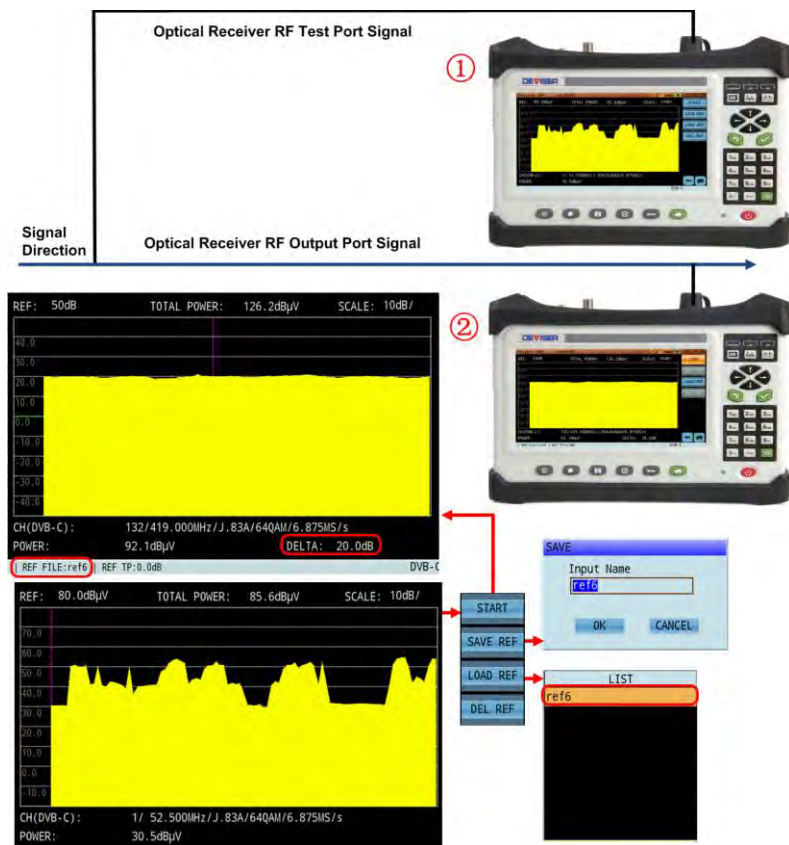 Optical Receiver RF Test Port Signal
①
DEVISER
Signal
Direction
Optical Receiver RF Output Port Signal
REF: 50dB TOTAL POWER: 126.2dBµV SCALE: 10dB/
40.0
30.0
20.0
10.0
0.0
-10.0
-20.0
-30.0
-40.0
CH(DVB-C): 132/419.000MHz/J.83A/64QAM/6.875MS/s
POWER: 92.1dBµV DELTA: 20.0dB
| REF FILE:ref6 | REF TP:0.0dB DVB-C
②
DEVISER
REF: 80.0dBµV TOTAL POWER: 85.6dBµV SCALE: 10dB/
70.0
60.0
50.0
40.0
30.0
20.0
10.0
0.0
-10.0
CH(DVB-C): 1/ 52.500MHz/J.83A/64QAM/6.875MS/s
POWER: 30.5dBµV
START
SAVE REF
LOAD REF
DEL REF
SAVE
Input Name
ref6
OK CANCEL
LIST
ref6